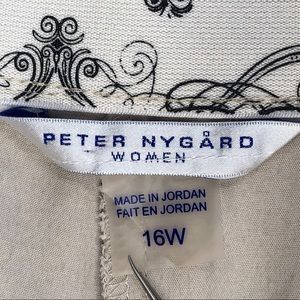 PETER NYGÅRD
WOMEN
MADE IN JORDAN
FAIT EN JORDAN
16W